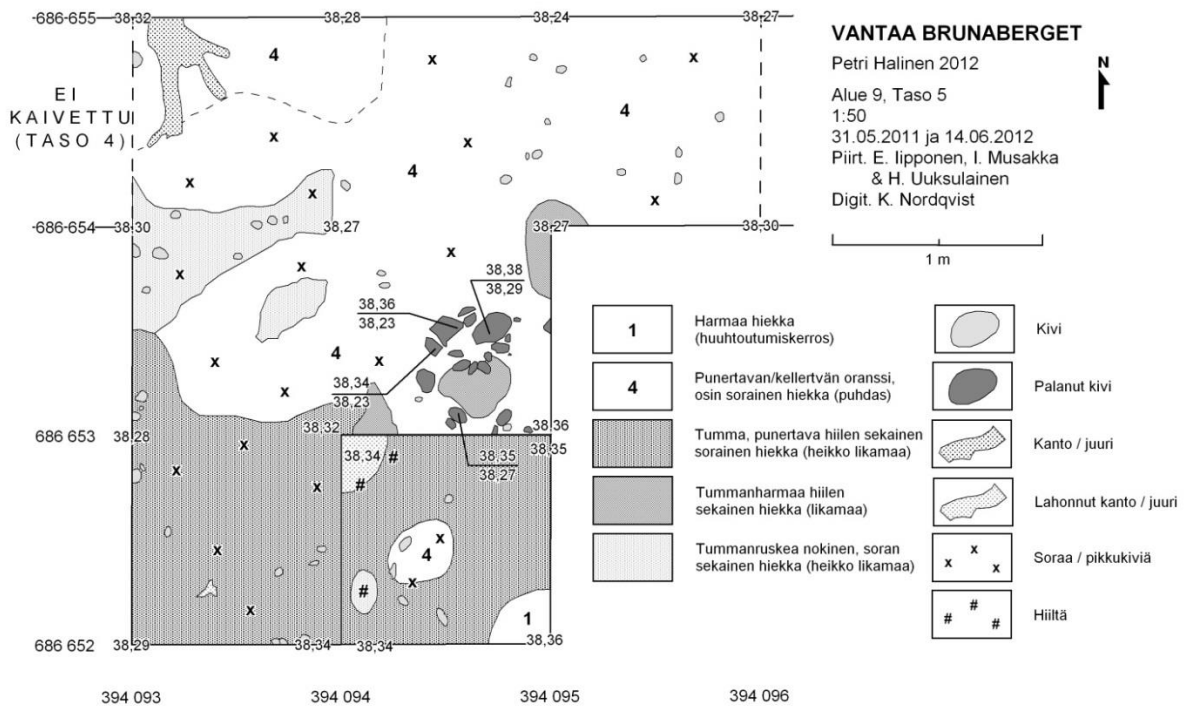 686 655
38,32
38,28
38,24
38,27
VANTAA BRUNABERGET
Petri Halinen 2012
Alue 9, Taso 5
1:50
31.05.2011 ja 14.06.2012
Piirt. E. Iipponen, I. Musakka
& H. Uuksulainen
Digit. K. Nordqvist
N
1 m
EI
KAIVETTU
(TASO 4)
4
x
x
4
x
x
4
x
x
x
686 654
38,30
38,27
38,27
38,30
x
x
x
38,38
38,29
38,36
38,23
4
x
x
x
38,34
38,23
38,32
38,36
686 653
38,28
38,35
38,34
#
38,35
38,27
x
x
x
#
x
4
x
x
#
x
1
686 652
38,29
38,34
38,34
38,36
394 093
394 094
394 095
394 096
1
Harmaa hiekka
(huuhtoutumiskerros)
4
Punertavan/kellertvän oranssi,
osin sorainen hiekka (puhdas)
Tumma, punertava hiilen sekainen
sorainen hiekka (heikko likamaa)
Tummanharmaa hiilen
sekainen hiekka (likamaa)
Tummanruskea nokinen, soran
sekainen hiekka (heikko likamaa)
Kivi
Palanut kivi
Kanto / juuri
Lahonnut kanto / juuri
x x x
Soraa / pikkukiviä
# # #
Hiiltä